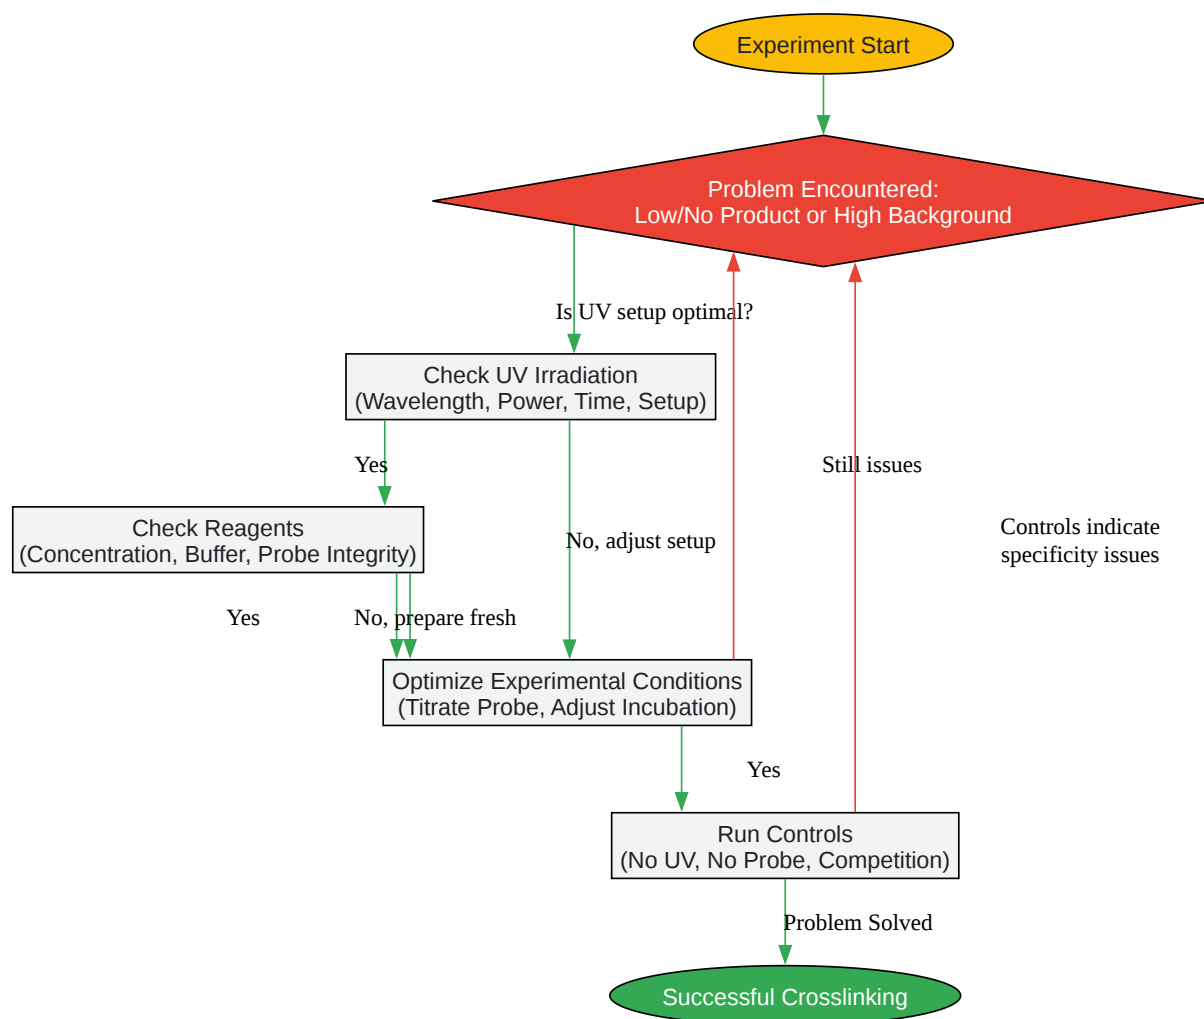 Experiment Start
Problem Encountered:
Low/No Product or High Background
Is UV setup optimal?
Check UV Irradiation
(Wavelength, Power, Time, Setup)
Yes
Still issues
Check Reagents
(Concentration, Buffer, Probe Integrity)
No, adjust setup
Controls indicate
specificity issues
Yes
No, prepare fresh
Optimize Experimental Conditions
(Titrate Probe, Adjust Incubation)
Yes
Run Controls
(No UV, No Probe, Competition)
Problem Solved
Successful Crosslinking